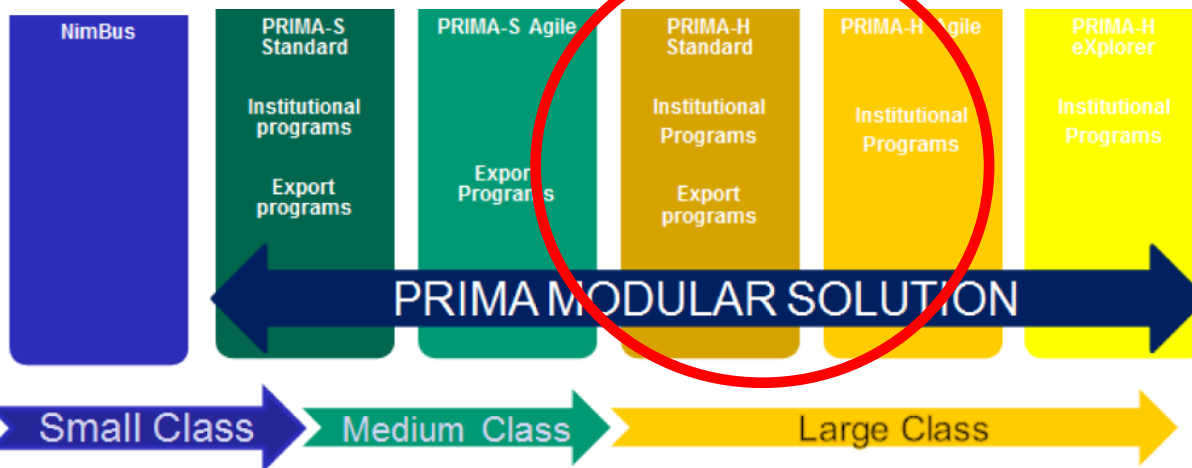 NimBus
PRIMA-S
Standard
Institutional
programs
Export
programs
PRIMA-S Agile
Export
Programs
PRIMA-H
Standard
Institutional
Programs
Export
programs
PRIMA-H Agile
Institutional
Programs
PRIMA-H
eXplorer
Institutional
Programs
PRIMA MODULAR SOLUTION
Small Class
Medium Class
Large Class